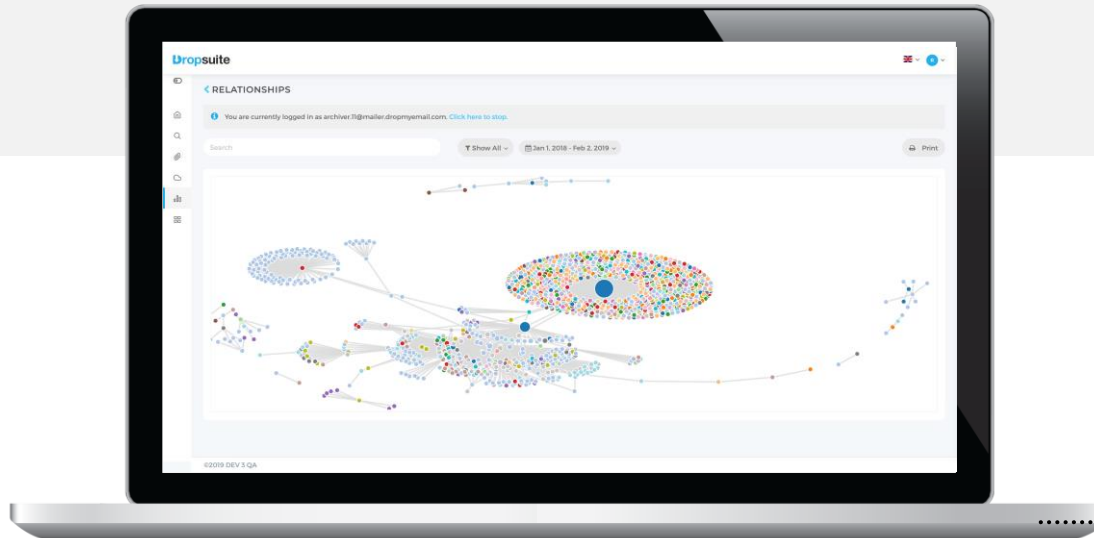 Dropsuite
K
RELATIONSHIPS
You are currently logged in as archiver.11@mailer.dropmyemail.com. Click here to stop.
Search
Show All
Jan 1, 2018 - Feb 2, 2019
Print
©2019 DEV 3 QA